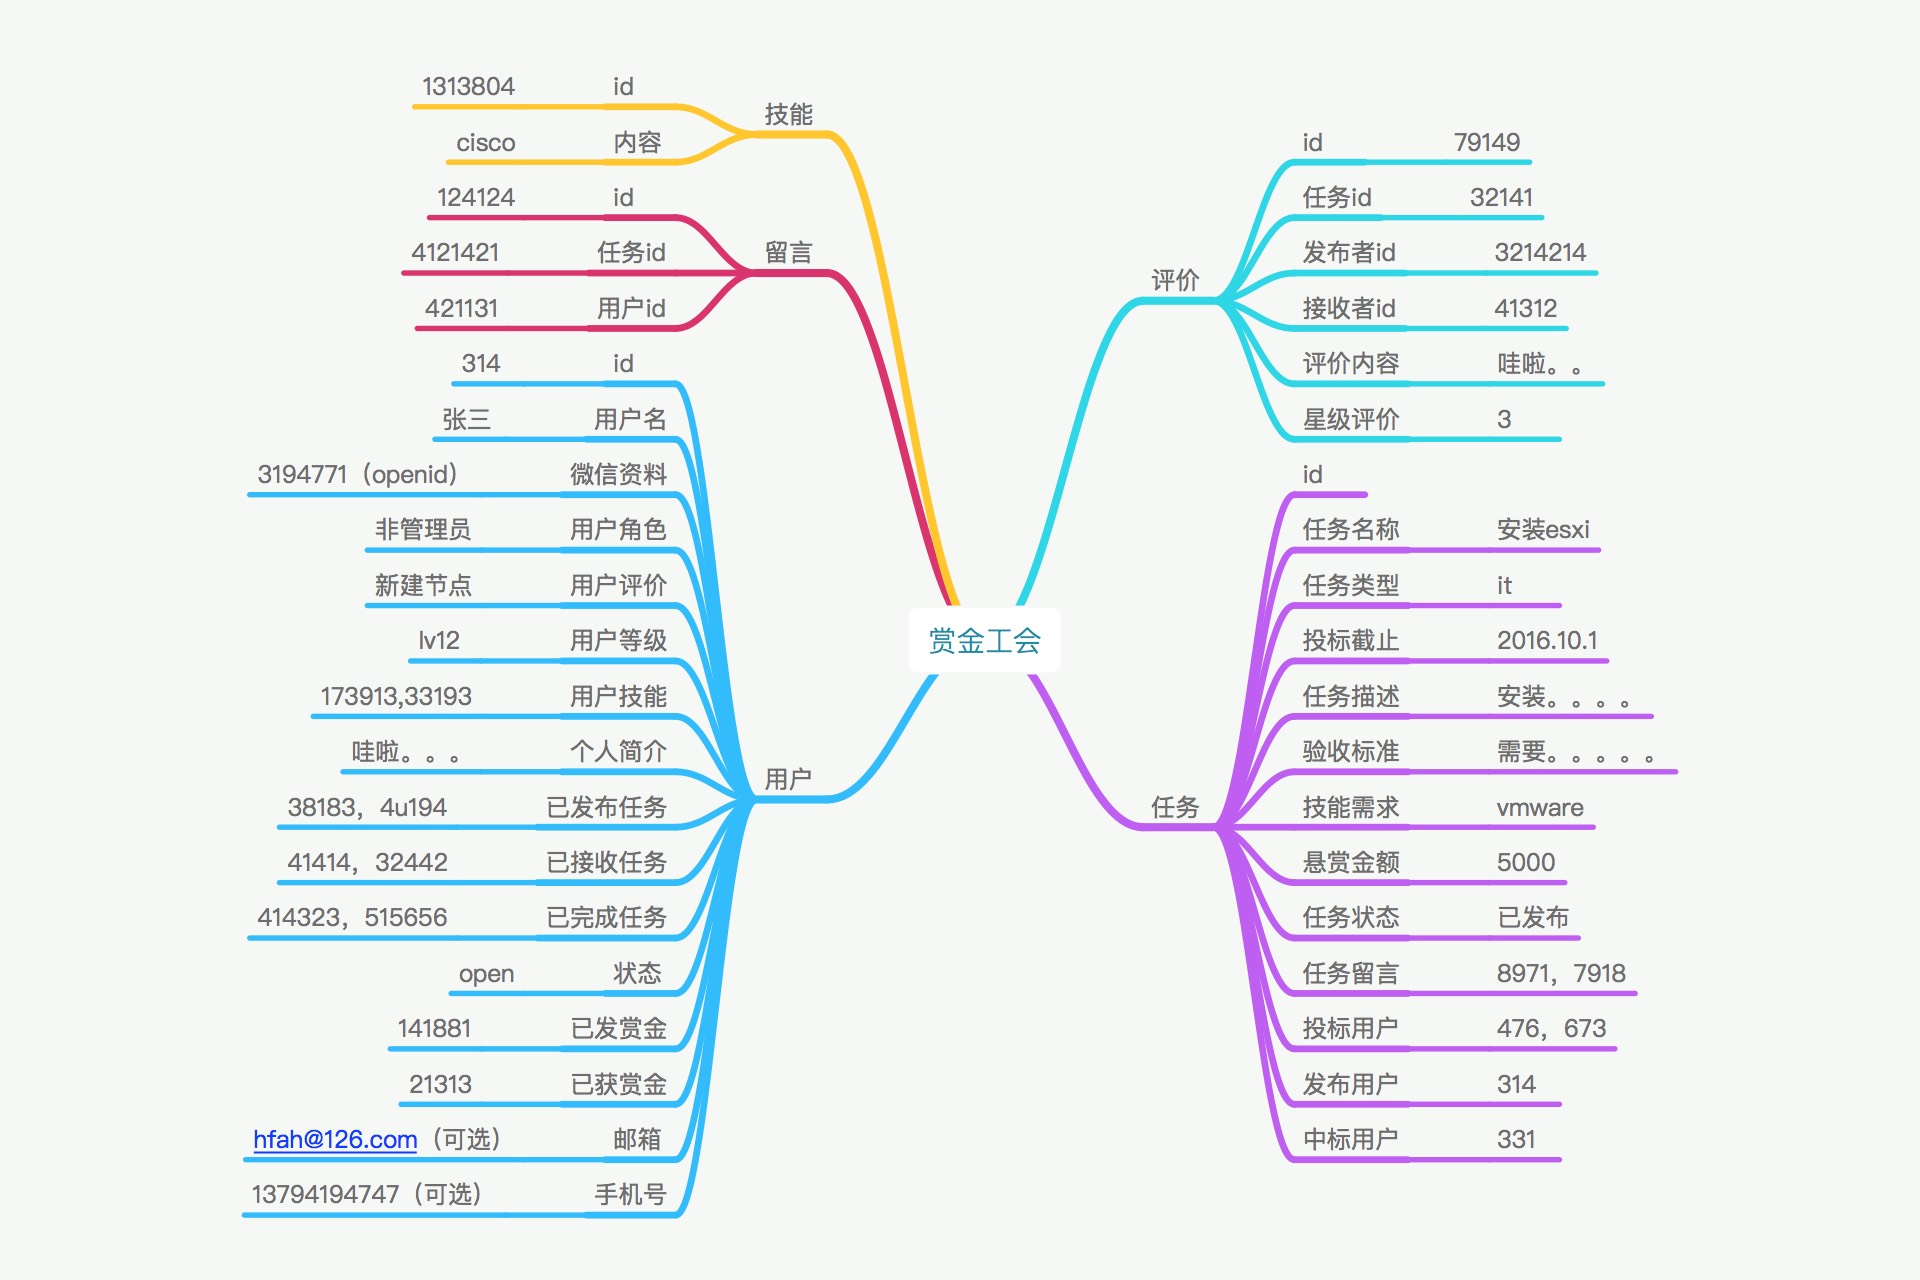 赏金工会
技能
id
1313804
内容
cisco
留言
id
124124
任务id
4121421
用户id
421131
用户
id
314
用户名
张三
微信资料
3194771（openid）
用户角色
非管理员
用户评价
新建节点
用户等级
lv12
用户技能
173913,33193
个人简介
哇啦。。。
已发布任务
38183，4u194
已接收任务
41414，32442
已完成任务
414323，515656
状态
open
已发赏金
141881
已获赏金
21313
邮箱
hfah@126.com（可选）
手机号
13794194747（可选）
评价
id
79149
任务id
32141
发布者id
3214214
接收者id
41312
评价内容
哇啦。。
星级评价
3
任务
id
任务名称
安装esxi
任务类型
it
投标截止
2016.10.1
任务描述
安装。。。。
验收标准
需要。。。。。
技能需求
vmware
悬赏金额
5000
任务状态
已发布
任务留言
8971，7918
投标用户
476，673
发布用户
314
中标用户
331